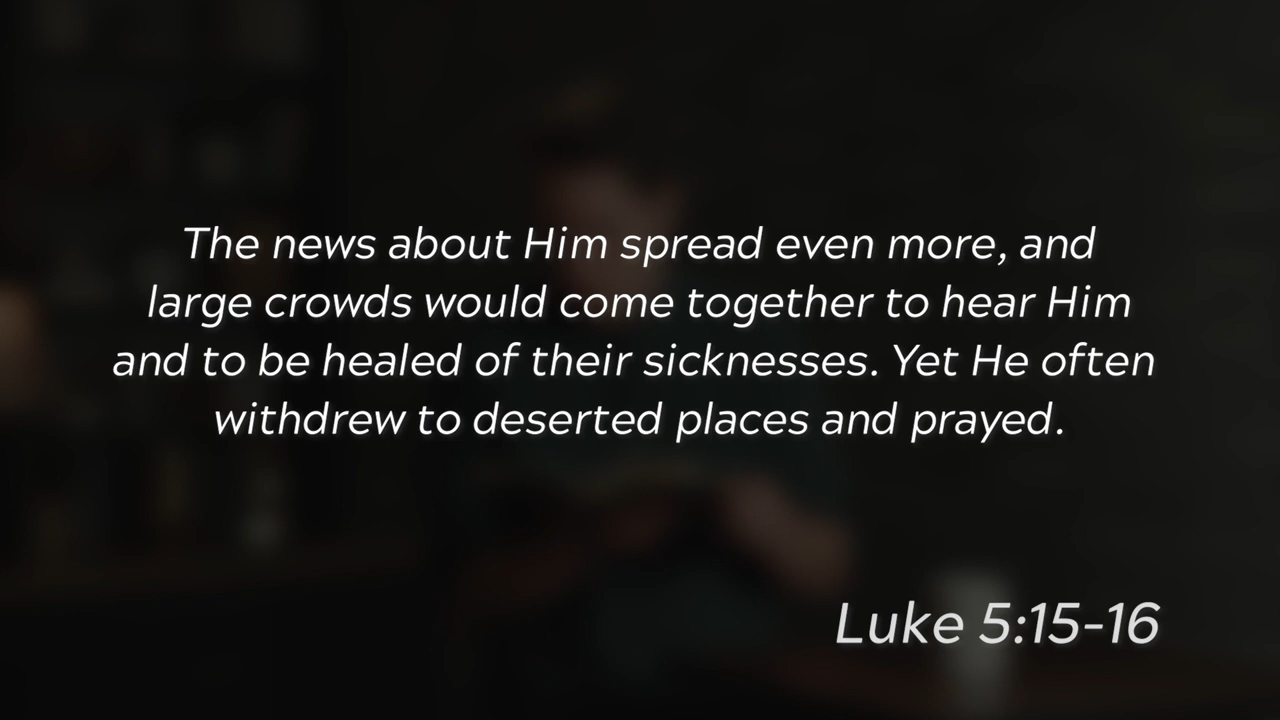 The news about Him spread even more, and
large crowds would come together to hear Him
and to be healed of their sicknesses. Yet He often
withdrew to deserted places and prayed.
Luke 5:15-16